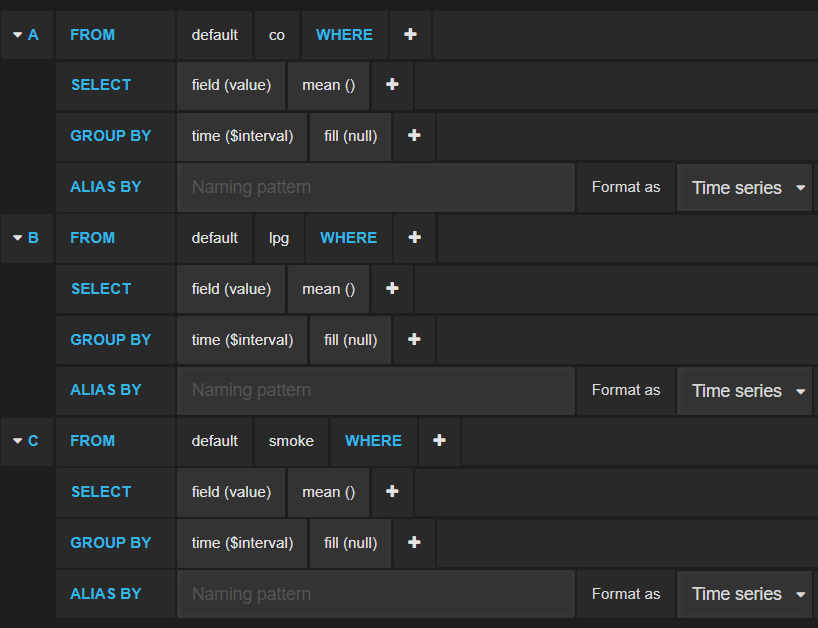 A FROM default co WHERE +
SELECT field (value) mean () +
GROUP BY time ($interval) fill (null) +
ALIAS BY Naming pattern Format as Time series
B FROM default lpg WHERE +
SELECT field (value) mean () +
GROUP BY time ($interval) fill (null) +
ALIAS BY Naming pattern Format as Time series
C FROM default smoke WHERE +
SELECT field (value) mean () +
GROUP BY time ($interval) fill (null) +
ALIAS BY Naming pattern Format as Time series